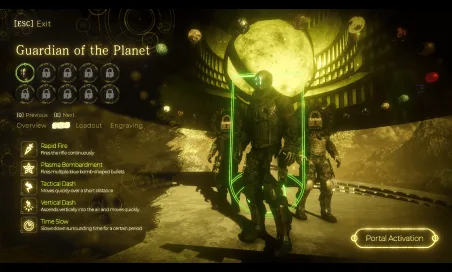 [ESC] Exit
Guardian of the Planet
[Q] Previous [E] Next
Overview Skills Loadout Engraving
Rapid Fire
Fires the rifle continuously
Plasma Bombardment
Fires multiple blue bomb-shaped bullets
Tactical Dash
Moves quickly over a short distance
Vertical Dash
Ascends vertically into the air and moves quickly
Time Slow
Slows down surrounding time for a certain period
Portal Activation